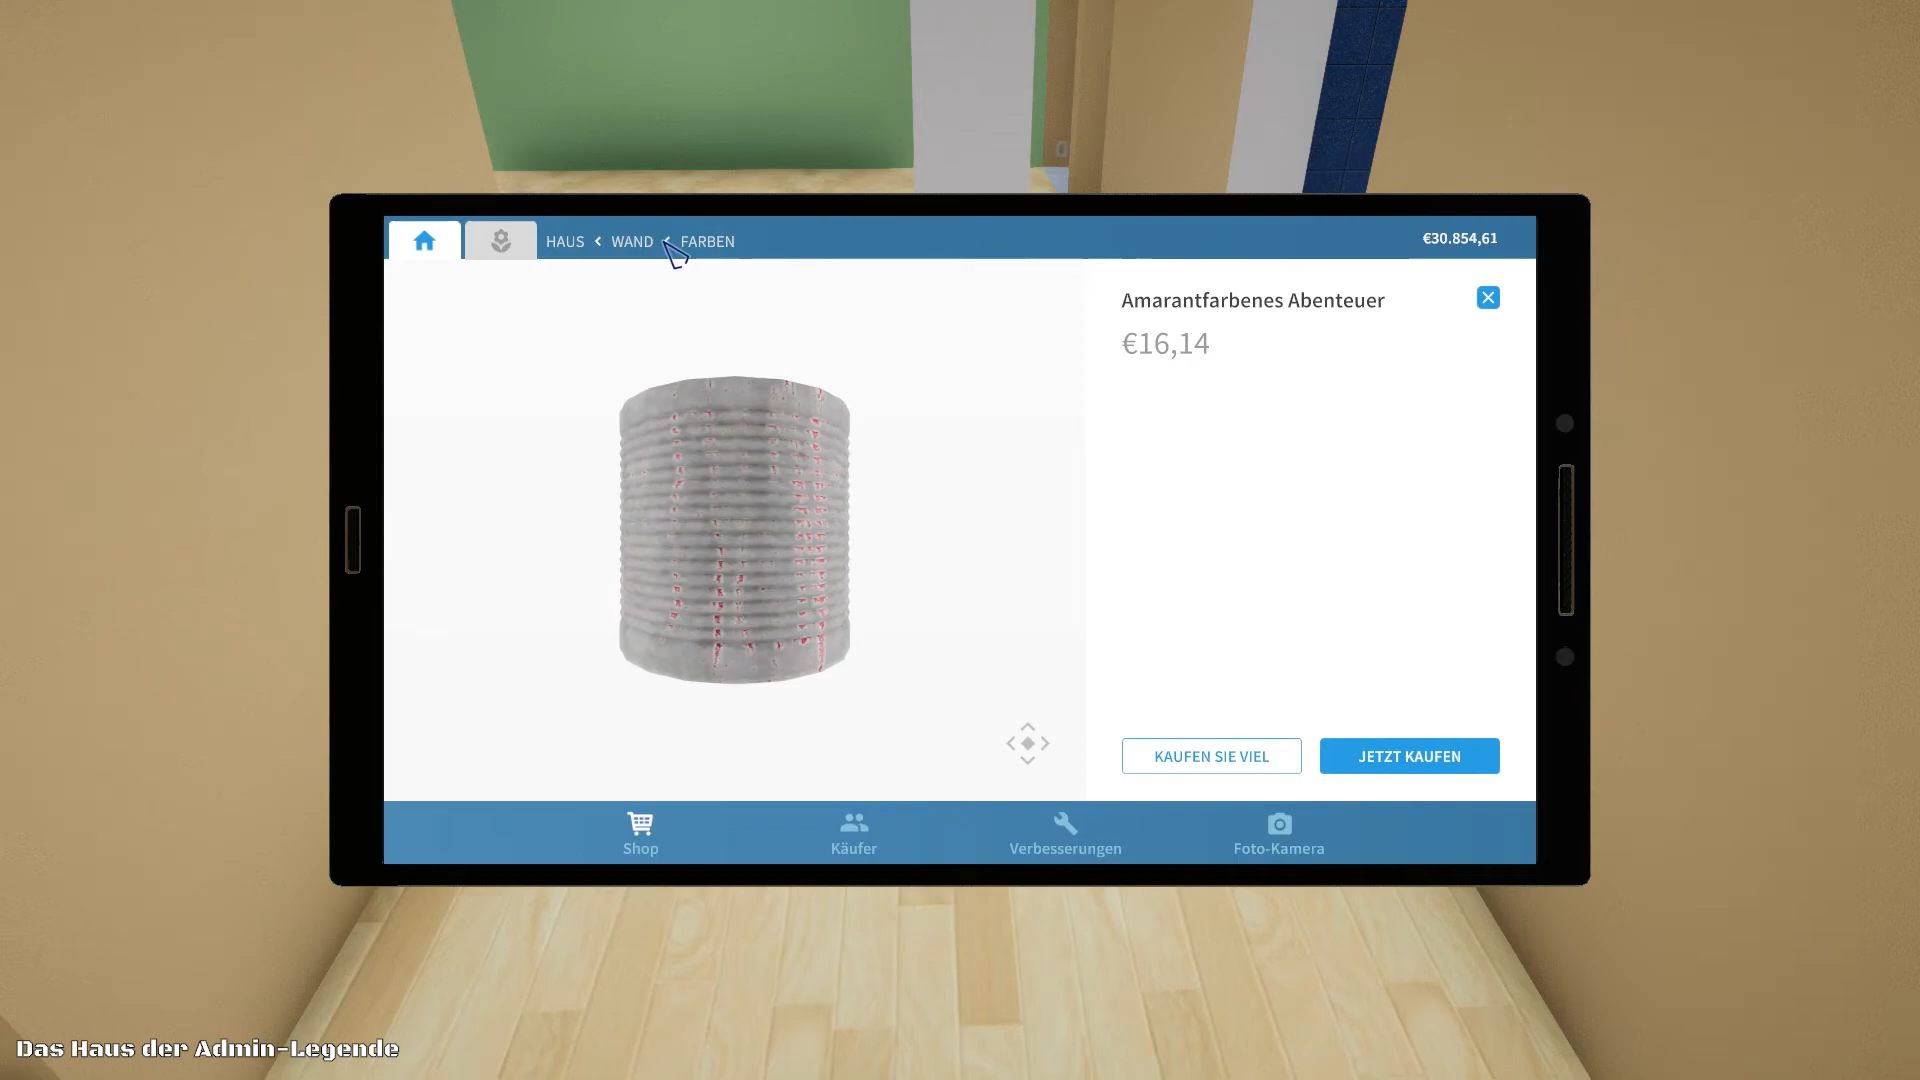 HAUS < WAND < FARBEN
€30.854,61
Amarantfarbenes Abenteuer
€16,14
KAUFEN SIE VIEL
JETZT KAUFEN
Shop
Käufer
Verbesserungen
Foto-Kamera
Das Haus der Admin-Legende